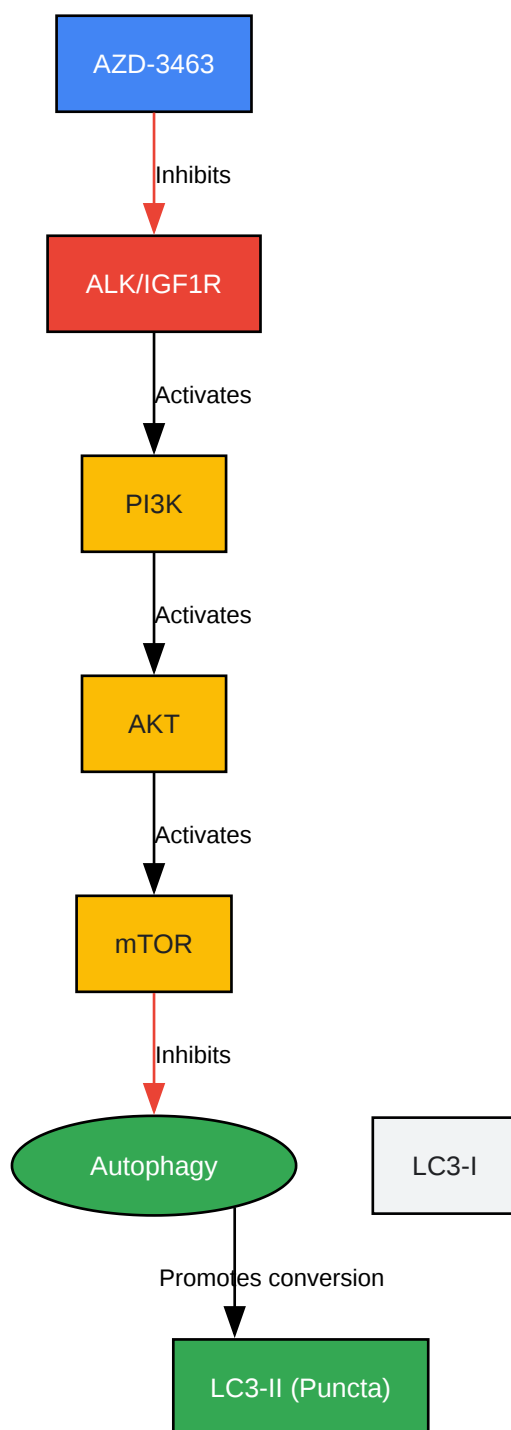 AZD-3463
Inhibits
ALK/IGF1R
Activates
PI3K
Activates
AKT
Activates
mTOR
Inhibits
Autophagy
LC3-I
Promotes conversion
LC3-II (Puncta)